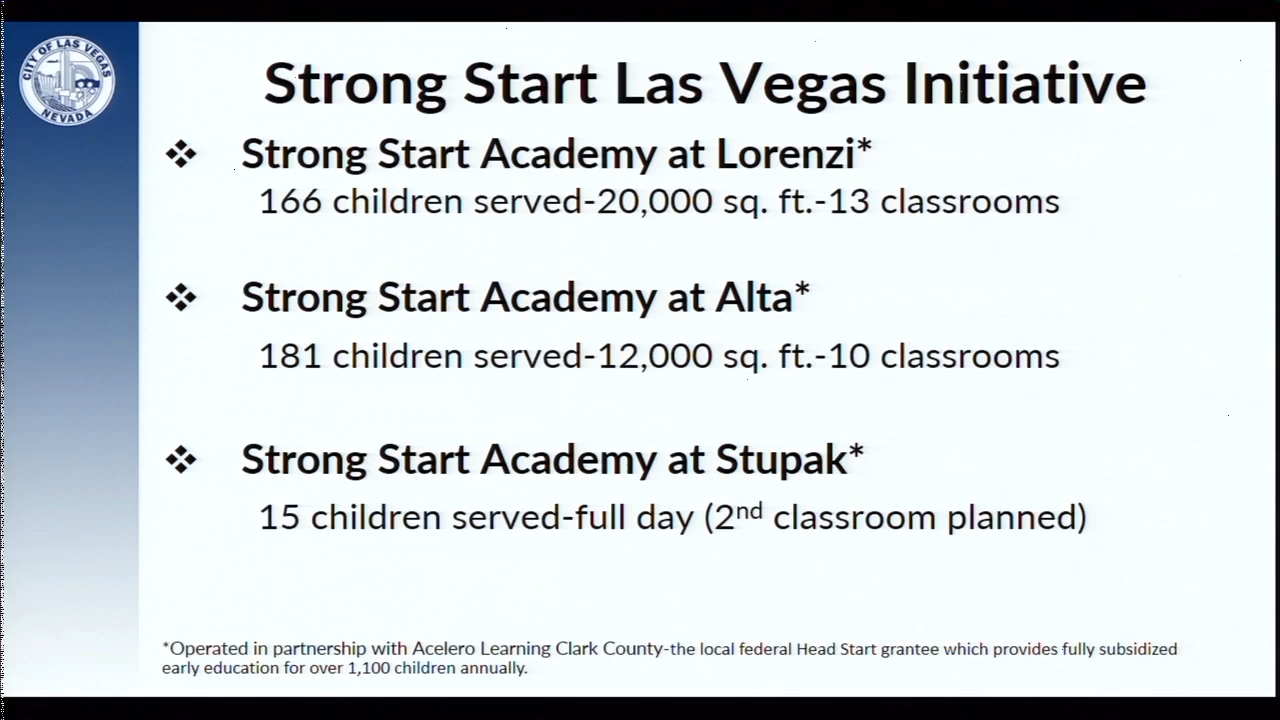 CITY OF LAS VEGAS
NEVADA
Strong Start Las Vegas Initiative
❖ Strong Start Academy at Lorenzi*
166 children served-20,000 sq. ft.-13 classrooms
❖ Strong Start Academy at Alta*
181 children served-12,000 sq. ft.-10 classrooms
❖ Strong Start Academy at Stupak*
15 children served-full day (2nd classroom planned)
*Operated in partnership with Acelero Learning Clark County-the local federal Head Start grantee which provides fully subsidized
early education for over 1,100 children annually.